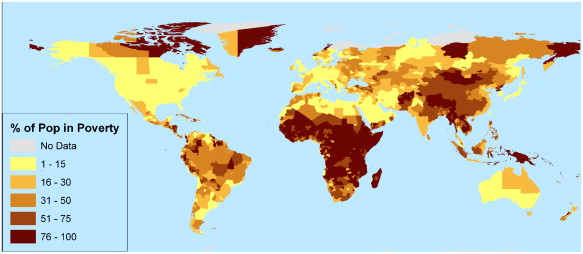 % of Pop in Poverty
No Data
1 - 15
16 - 30
31 - 50
51 - 75
76 - 100